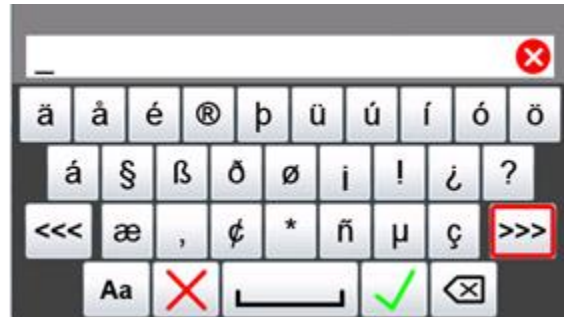 _
ä å é ® þ ü ú í ó ö
á § ß ð ø ¡ ! ¿ ?
<<< æ , ¢ * ñ µ ç >>>
Aa